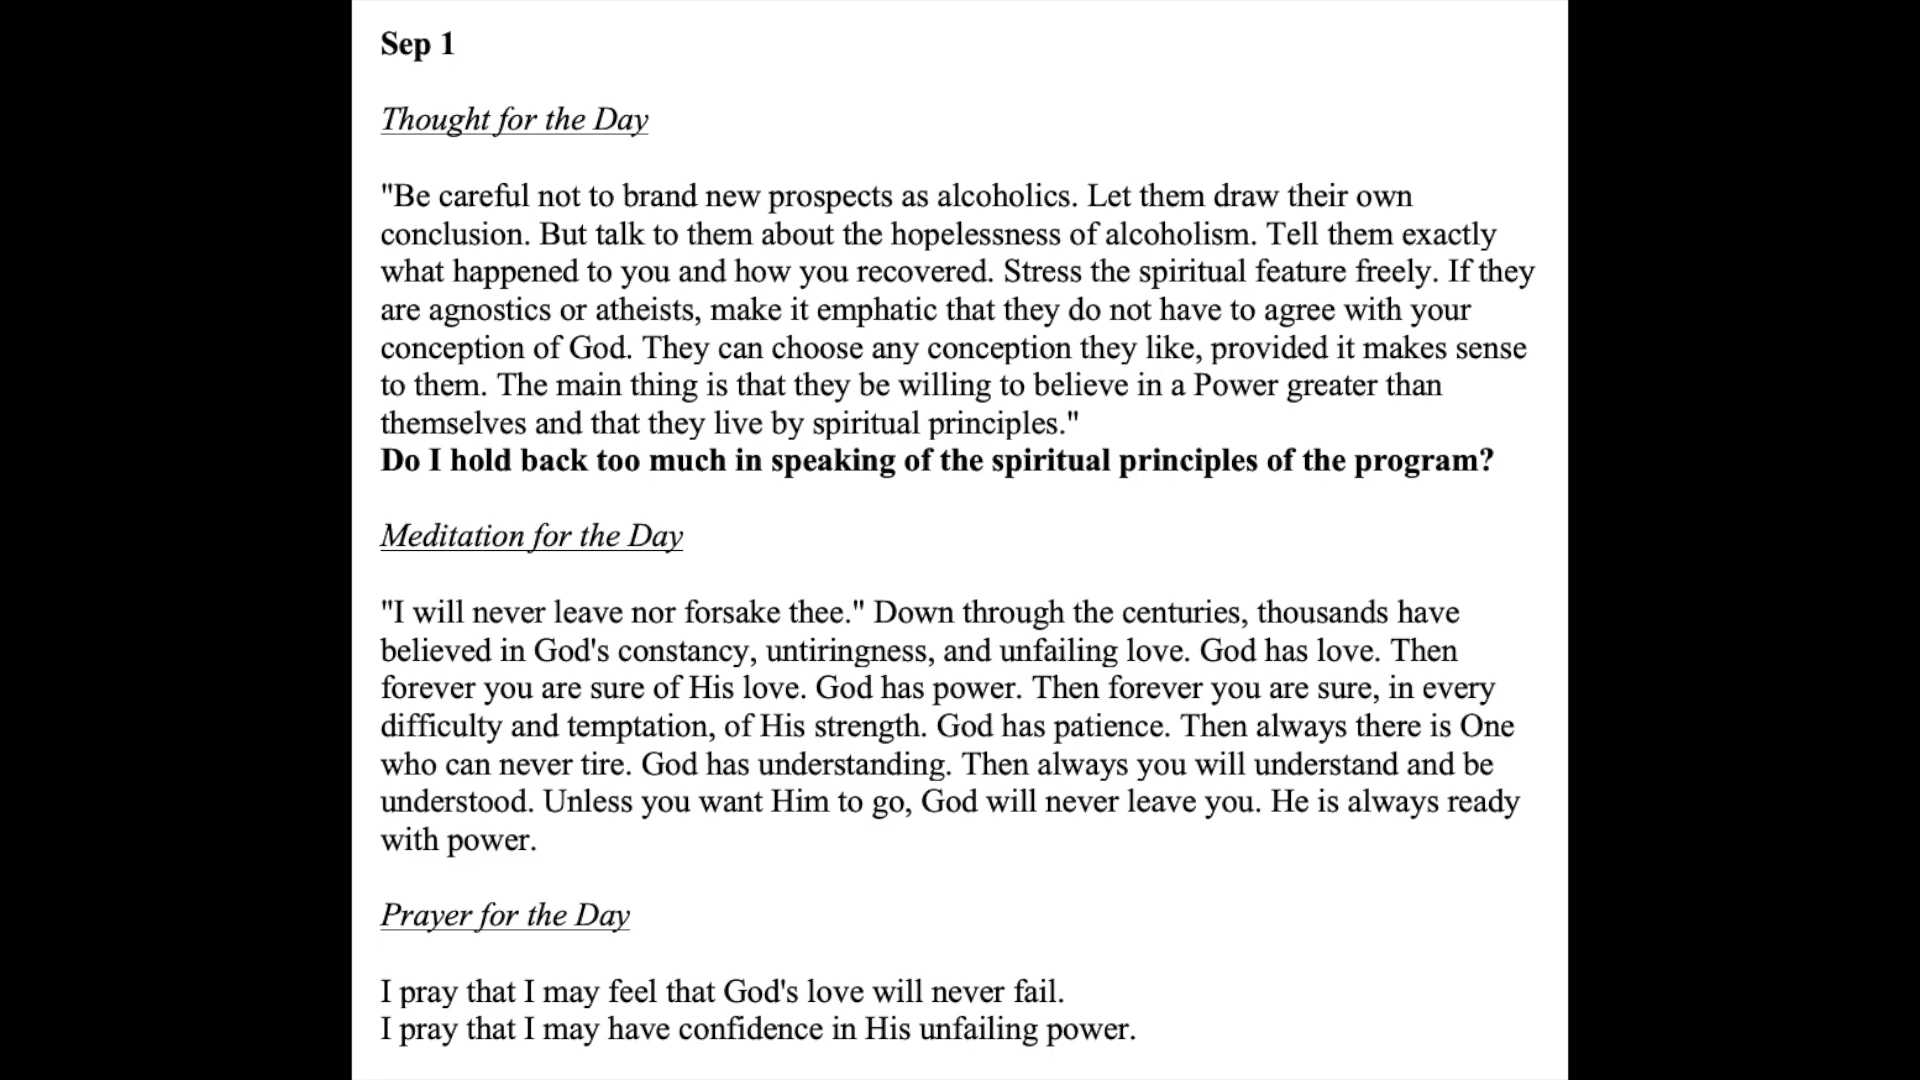 Sep 1
Thought for the Day
"Be careful not to brand new prospects as alcoholics. Let them draw their own
conclusion. But talk to them about the hopelessness of alcoholism. Tell them exactly
what happened to you and how you recovered. Stress the spiritual feature freely. If they
are agnostics or atheists, make it emphatic that they do not have to agree with your
conception of God. They can choose any conception they like, provided it makes sense
to them. The main thing is that they be willing to believe in a Power greater than
themselves and that they live by spiritual principles."
Do I hold back too much in speaking of the spiritual principles of the program?
Meditation for the Day
"I will never leave nor forsake thee." Down through the centuries, thousands have
believed in God's constancy, untiringness, and unfailing love. God has love. Then
forever you are sure of His love. God has power. Then forever you are sure, in every
difficulty and temptation, of His strength. God has patience. Then always there is One
who can never tire. God has understanding. Then always you will understand and be
understood. Unless you want Him to go, God will never leave you. He is always ready
with power.
Prayer for the Day
I pray that I may feel that God's love will never fail.
I pray that I may have confidence in His unfailing power.